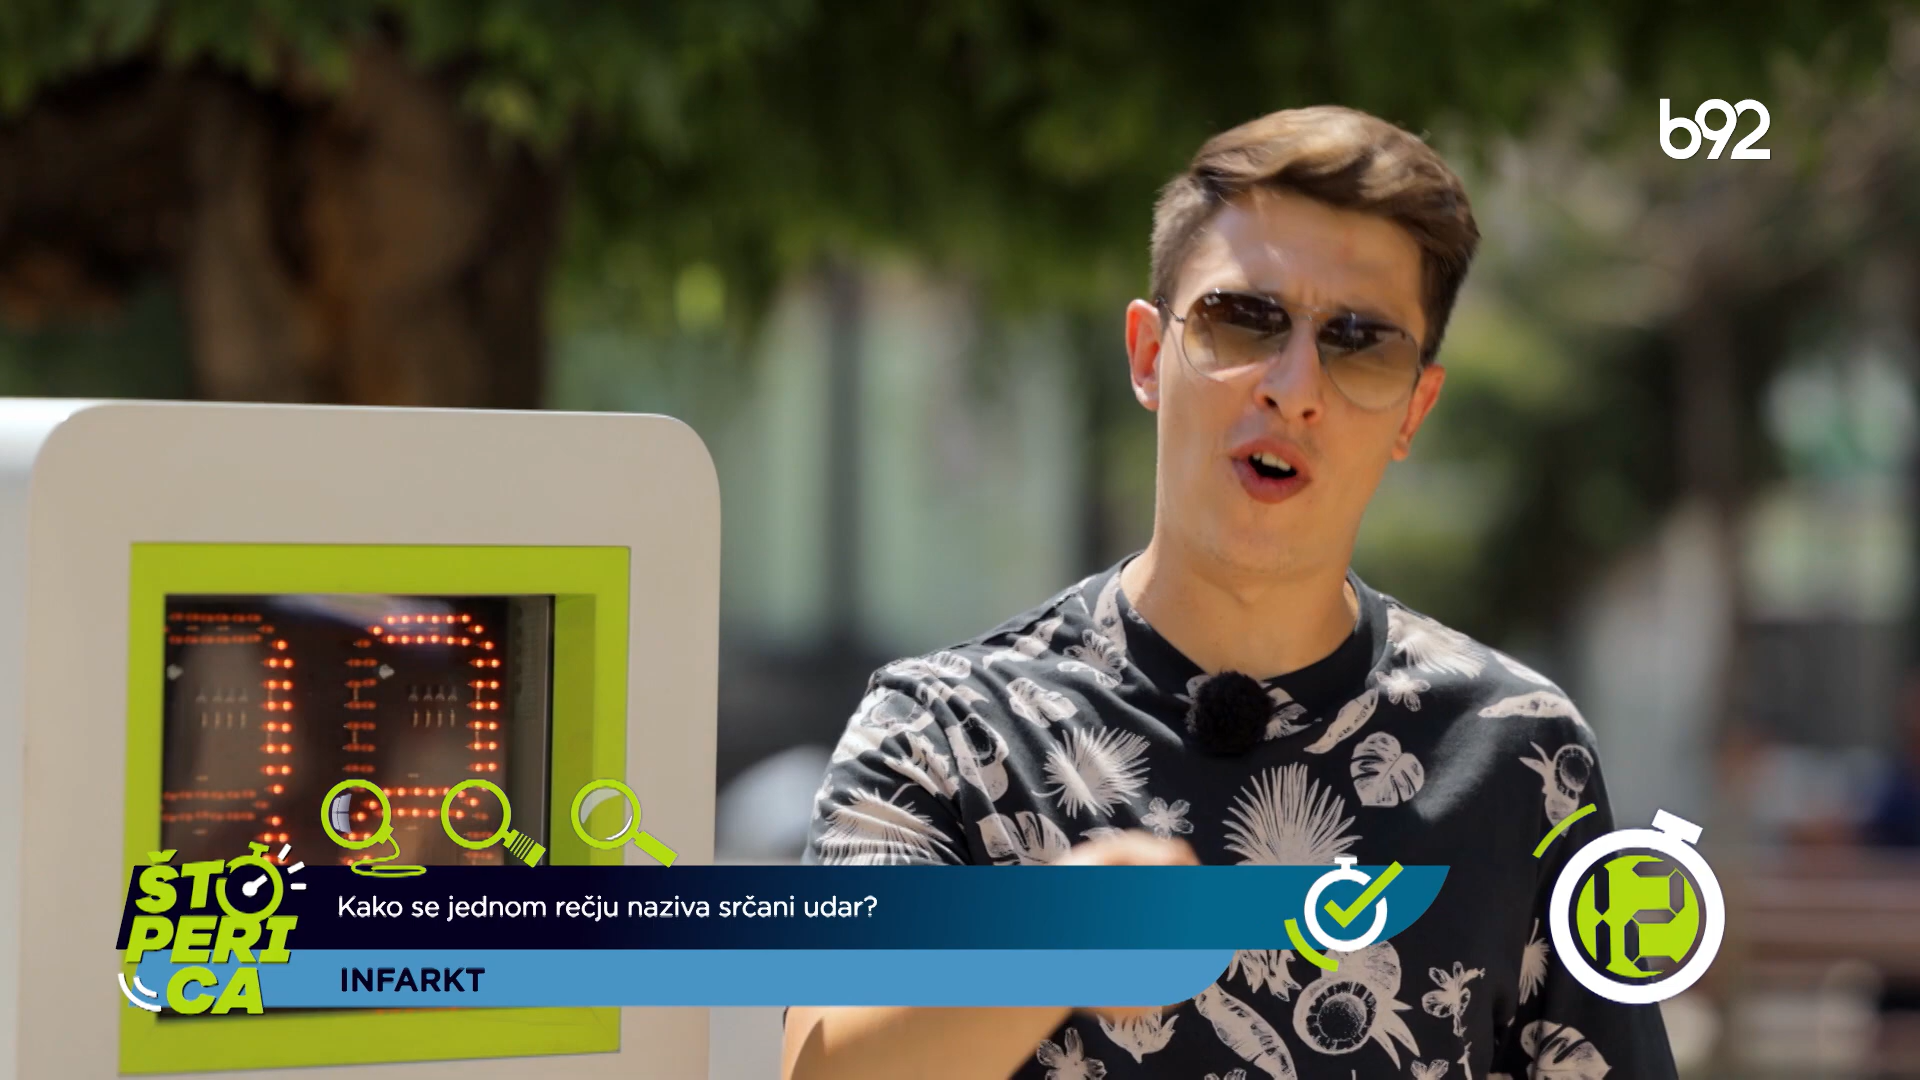 b92
ŠTO
PERI
CA
Kako se jednom rečju naziva srčani udar?
INFARKT
12